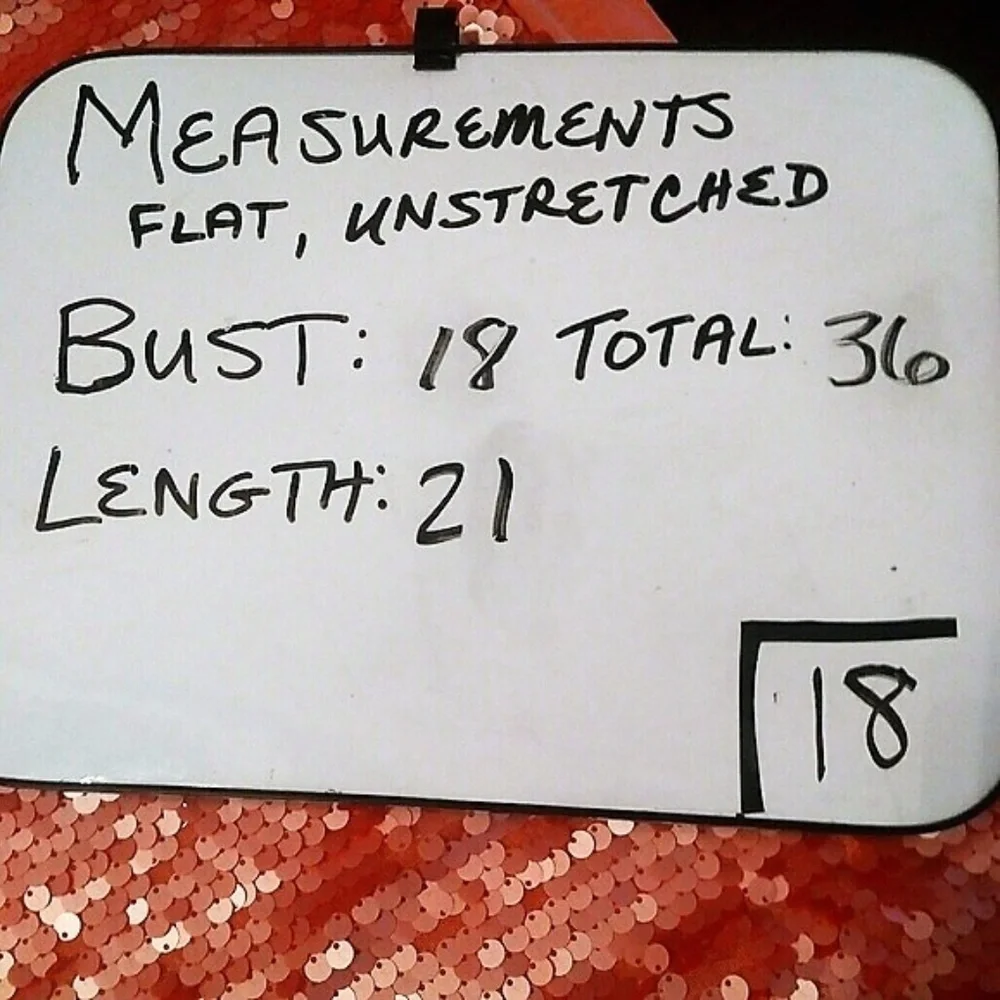 MEASUREMENTS
FLAT, UNSTRETCHED
BUST: 18 TOTAL: 36
LENGTH: 21
18